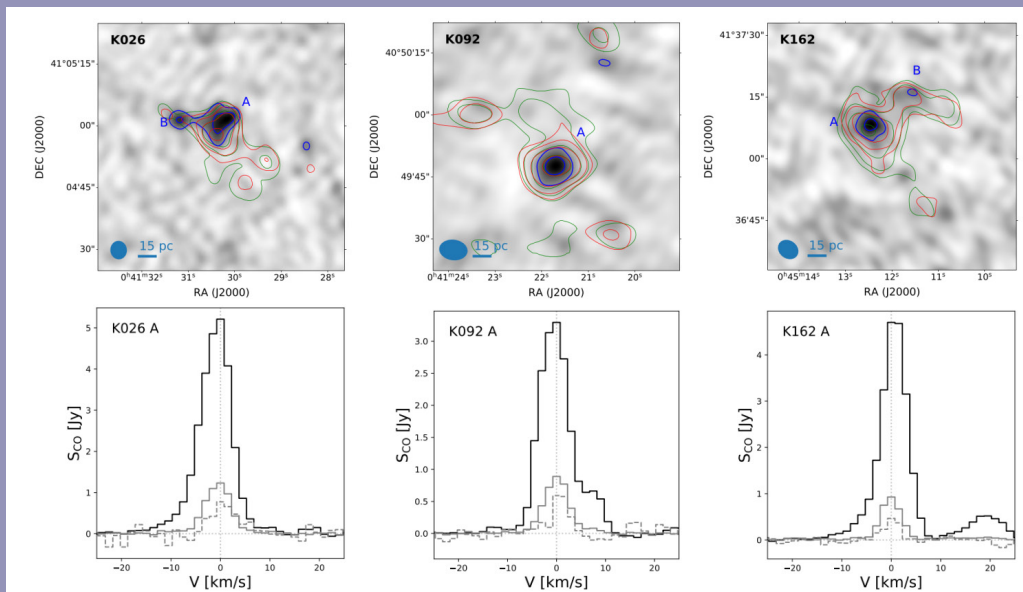 K026
41°05'15"
00"
04'45"
30"
DEC (J2000)
A
B
15 pc
0ʰ41ᵐ32ˢ 31ˢ 30ˢ 29ˢ 28ˢ
RA (J2000)
K092
40°50'15"
00"
49'45"
30"
DEC (J2000)
A
15 pc
0ʰ41ᵐ24ˢ 23ˢ 22ˢ 21ˢ 20ˢ
RA (J2000)
K162
41°37'30"
15"
00"
36'45"
DEC (J2000)
B
A
15 pc
0ʰ45ᵐ14ˢ 13ˢ 12ˢ 11ˢ 10ˢ
RA (J2000)
K026 A
5
4
3
2
1
0
S_CO [Jy]
−20 −10 0 10 20
V [km/s]
K092 A
3.0
2.5
2.0
1.5
1.0
0.5
0.0
S_CO [Jy]
−20 −10 0 10 20
V [km/s]
K162 A
4
3
2
1
0
S_CO [Jy]
−20 −10 0 10 20
V [km/s]